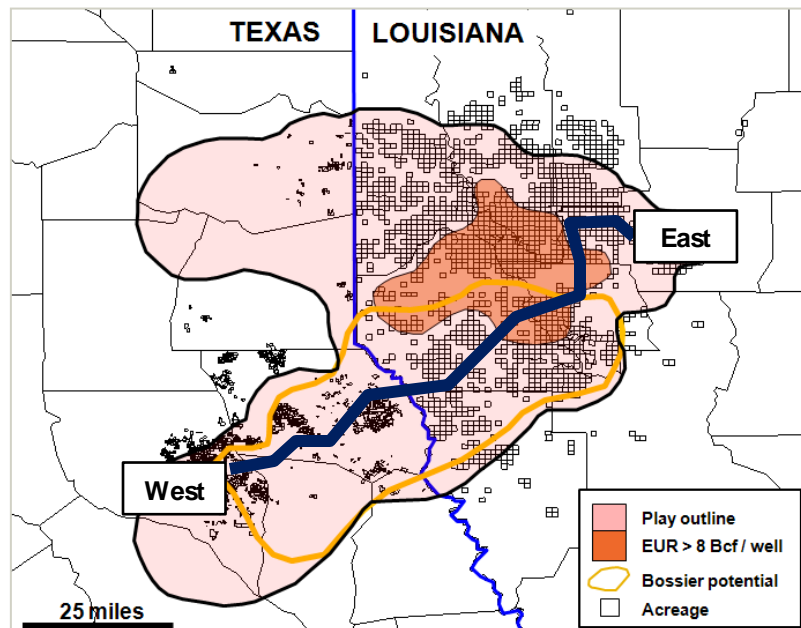 TEXAS
LOUISIANA
East
West
Play outline
EUR > 8 Bcf / well
Bossier potential
Acreage
25 miles